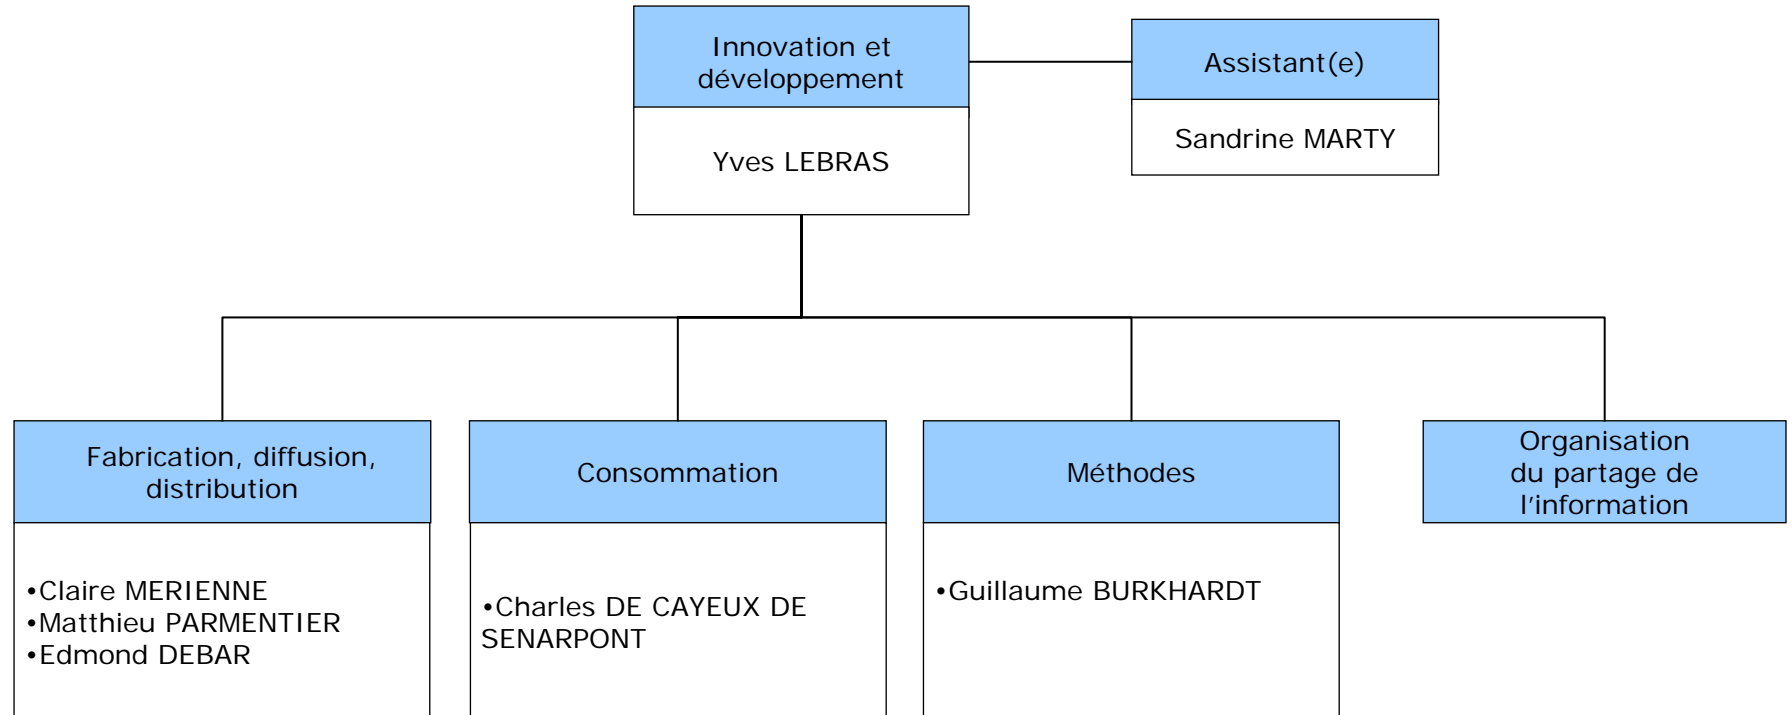 Innovation et
développement
Yves LEBRAS
Assistant(e)
Sandrine MARTY
Fabrication, diffusion,
distribution
•Claire MERIENNE
•Matthieu PARMENTIER
•Edmond DEBAR
Consommation
•Charles DE CAYEUX DE
SENARPONT
Méthodes
•Guillaume BURKHARDT
Organisation
du partage de
l'information